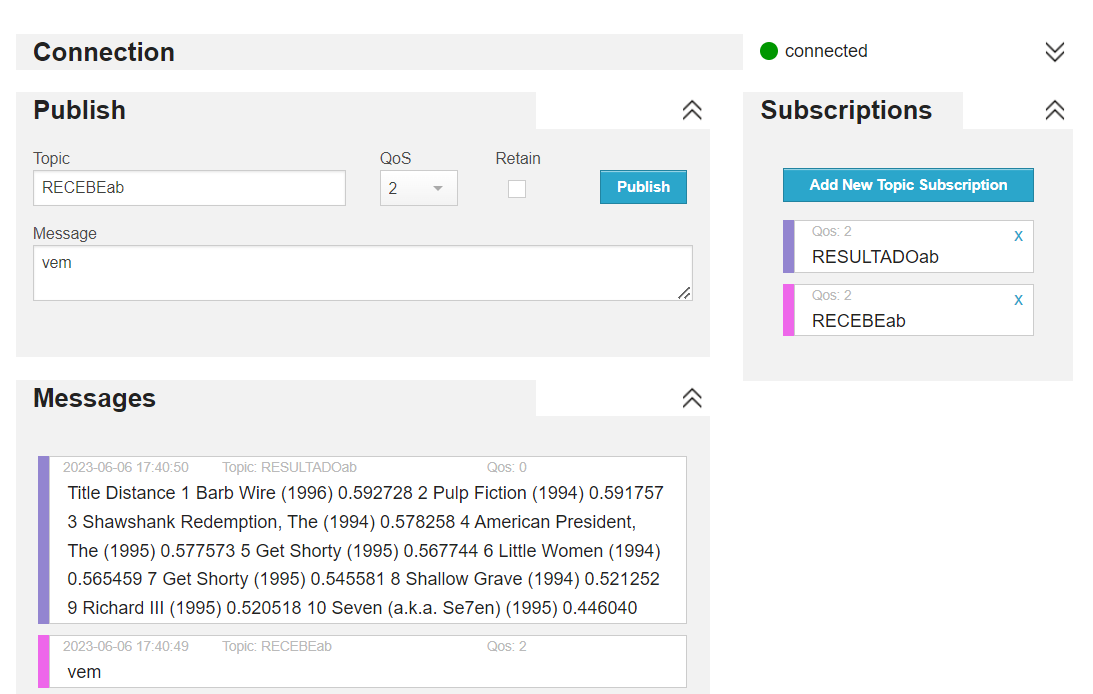 Connection
connected
Publish
Topic
QoS
Retain
RECEBEab
2
Publish
Message
vem
Subscriptions
Add New Topic Subscription
Qos: 2
x
RESULTADOab
Qos: 2
x
RECEBEab
Messages
2023-06-06 17:40:50 Topic: RESULTADOab Qos: 0
Title Distance 1 Barb Wire (1996) 0.592728 2 Pulp Fiction (1994) 0.591757
3 Shawshank Redemption, The (1994) 0.578258 4 American President,
The (1995) 0.577573 5 Get Shorty (1995) 0.567744 6 Little Women (1994)
0.565459 7 Get Shorty (1995) 0.545581 8 Shallow Grave (1994) 0.521252
9 Richard III (1995) 0.520518 10 Seven (a.k.a. Se7en) (1995) 0.446040
2023-06-06 17:40:49 Topic: RECEBEab Qos: 2
vem